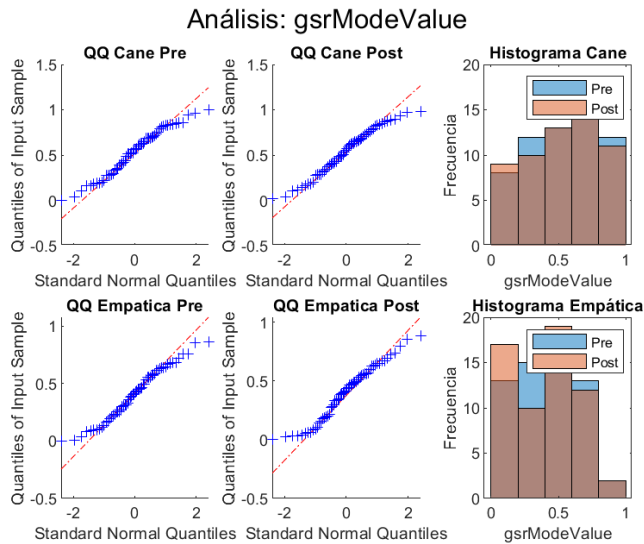 Análisis: gsrModeValue
QQ Cane Pre
1.5
1
0.5
0
-0.5
Quantiles of Input Sample
-2 0 2
Standard Normal Quantiles
QQ Cane Post
1.5
1
0.5
0
-0.5
Quantiles of Input Sample
-2 0 2
Standard Normal Quantiles
Histograma Cane
20
15
10
5
0
Frecuencia
Pre
Post
0 0.5 1
gsrModeValue
QQ Empatica Pre
1
0.5
0
-0.5
Quantiles of Input Sample
-2 0 2
Standard Normal Quantiles
QQ Empatica Post
1
0.5
0
-0.5
Quantiles of Input Sample
-2 0 2
Standard Normal Quantiles
Histograma Empática
20
15
10
5
0
Frecuencia
Pre
Post
0 0.5 1
gsrModeValue